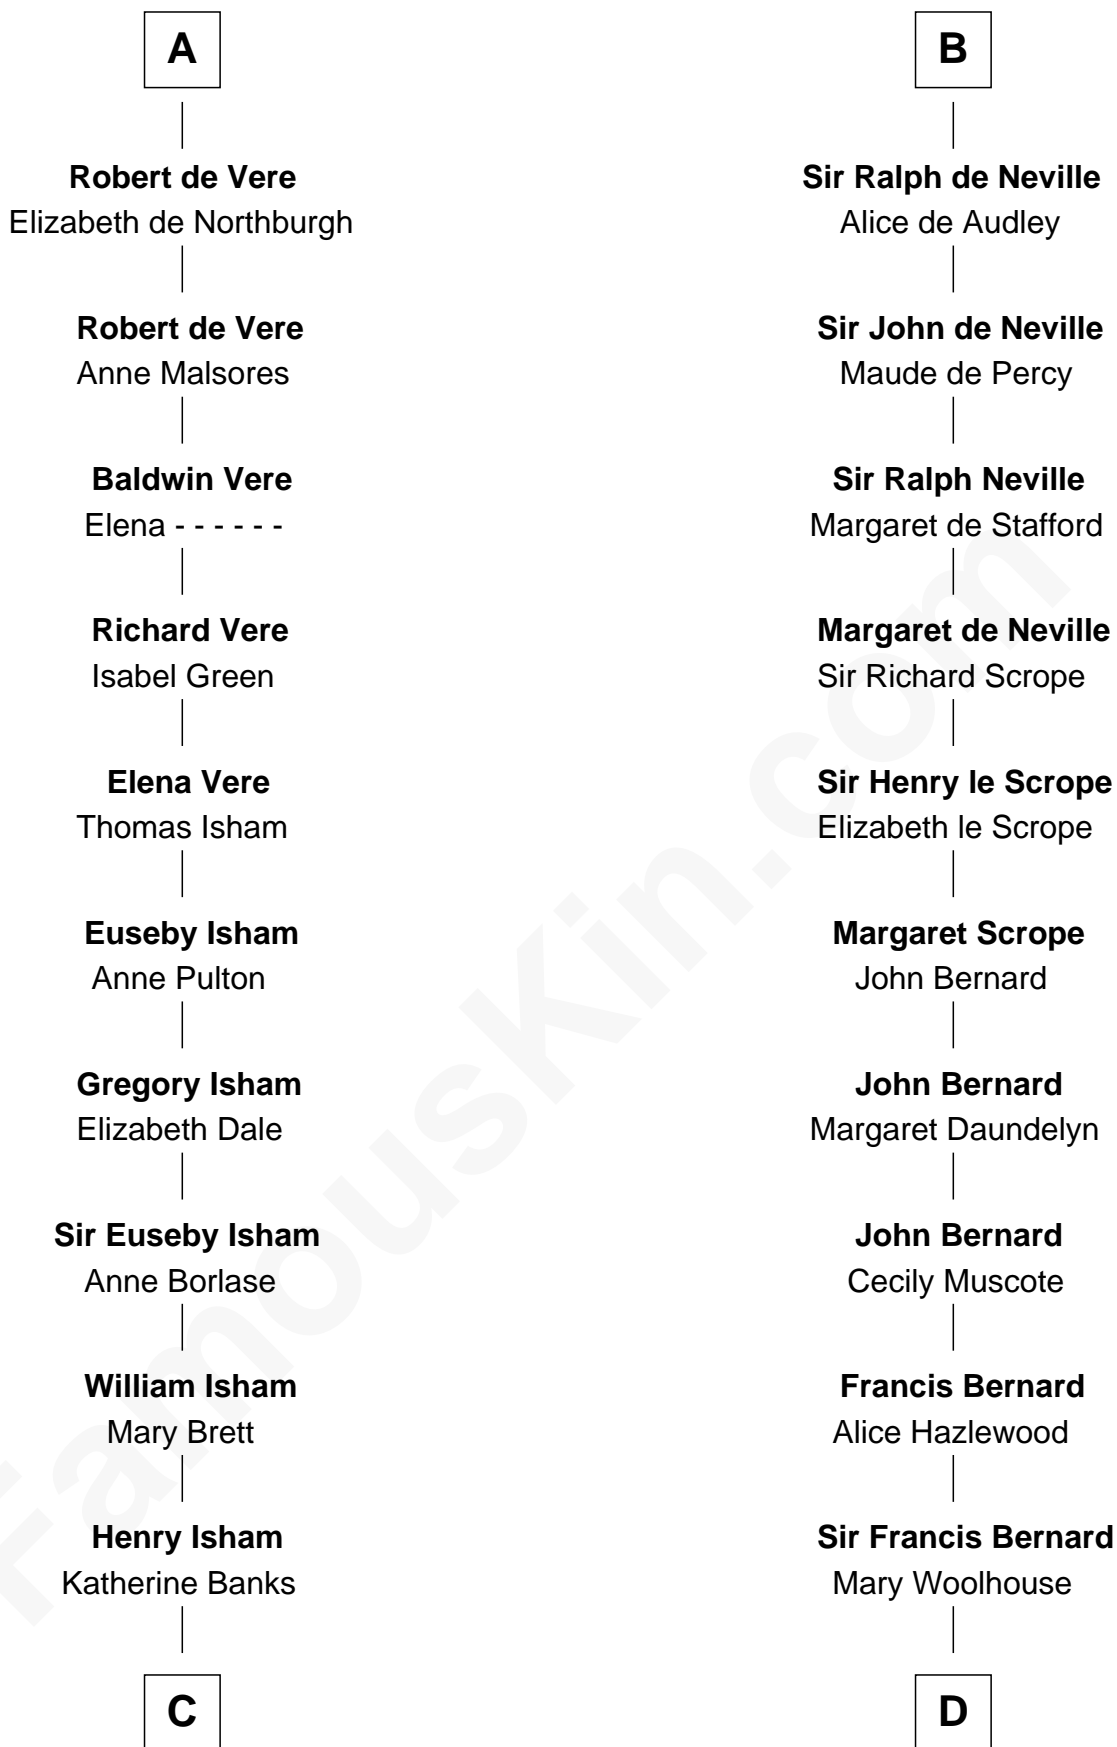 A
Robert de Vere
Elizabeth de Northburgh
Robert de Vere
Anne Malsores
Baldwin Vere
Elena - - - - - -
Richard Vere
Isabel Green
Elena Vere
Thomas Isham
Euseby Isham
Anne Pulton
Gregory Isham
Elizabeth Dale
Sir Euseby Isham
Anne Borlase
William Isham
Mary Brett
Henry Isham
Katherine Banks
C
B
Sir Ralph de Neville
Alice de Audley
Sir John de Neville
Maude de Percy
Sir Ralph Neville
Margaret de Stafford
Margaret de Neville
Sir Richard Scrope
Sir Henry le Scrope
Elizabeth le Scrope
Margaret Scrope
John Bernard
John Bernard
Margaret Daundelyn
John Bernard
Cecily Muscote
Francis Bernard
Alice Hazlewood
Sir Francis Bernard
Mary Woolhouse
D
FamousKin.com